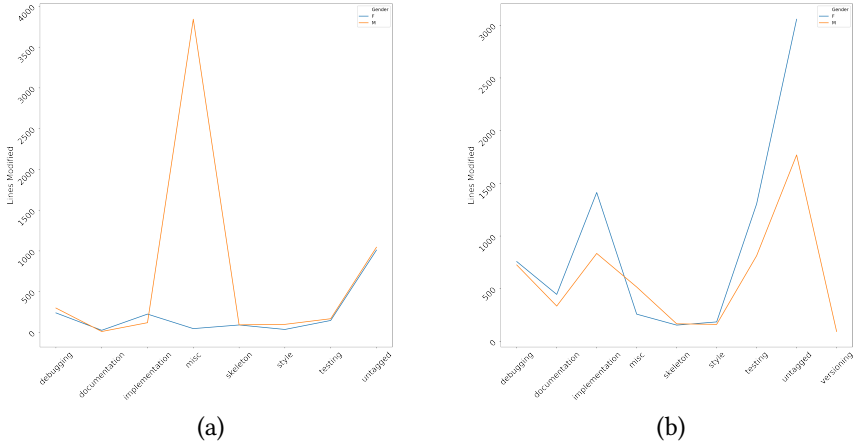 Gender
F
M
4000
3500
3000
2500
2000
1500
1000
500
0
Lines Modified
debugging
documentation
implementation
misc
skeleton
style
testing
untagged
(a)
Gender
F
M
3000
2500
2000
1500
1000
500
0
Lines Modified
debugging
documentation
implementation
misc
skeleton
style
testing
untagged
versioning
(b)